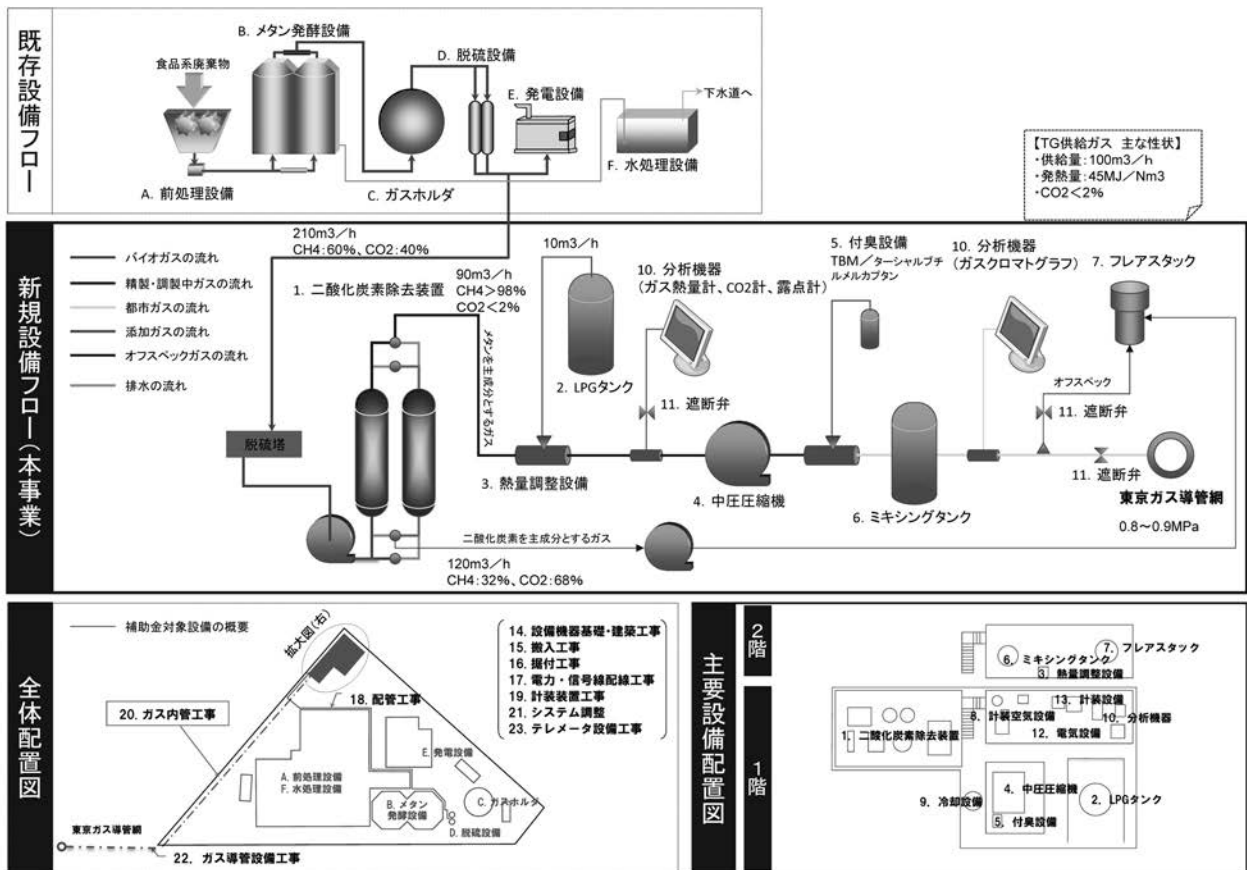 既存設備フロー
B. メタン発酵設備
食品系廃棄物
D. 脱硫設備
E. 発電設備
下水道へ
A. 前処理設備
C. ガスホルダ
F. 水処理設備
【TG供給ガス 主な性状】
・供給量:100m3/h
・発熱量:45MJ/Nm3
・CO2<2%
新規設備フロー(本事業)
210m3/h
CH4:60%、CO2:40%
バイオガスの流れ
精製・調製中ガスの流れ
都市ガスの流れ
添加ガスの流れ
オフスペックガスの流れ
排水の流れ
1. 二酸化炭素除去装置
90m3/h
CH4>98%
CO2<2%
メタンを主成分とするガス
10m3/h
2. LPGタンク
10. 分析機器
(ガス熱量計、CO2計、露点計)
5. 付臭設備
TBM/ターシャルブチ
ルメルカプタン
10. 分析機器
(ガスクロマトグラフ)
7. フレアスタック
オフスペック
11. 遮断弁
11. 遮断弁
11. 遮断弁
脱硫塔
3. 熱量調整設備
4. 中圧圧縮機
6. ミキシングタンク
東京ガス導管網
0.8～0.9MPa
二酸化炭素を主成分とするガス
120m3/h
CH4:32%、CO2:68%
全体配置図
補助金対象設備の概要
拡大図(右)
14. 設備機器基礎・建築工事
15. 搬入工事
16. 据付工事
17. 電力・信号線配線工事
19. 計装装置工事
21. システム調整
23. テレメータ設備工事
18. 配管工事
20. ガス内管工事
E. 発電設備
A. 前処理設備
F. 水処理設備
B. メタン
発酵設備
C. ガスホルダ
D. 脱硫設備
東京ガス導管網
22. ガス導管設備工事
主要設備配置図
2階
7. フレアスタック
6. ミキシングタンク
3. 熱量調整設備
1階
13. 計装設備
8. 計装空気設備
10. 分析機器
1. 二酸化炭素除去装置
12. 電気設備
4. 中圧圧縮機
9. 冷却設備
2. LPGタンク
5. 付臭設備